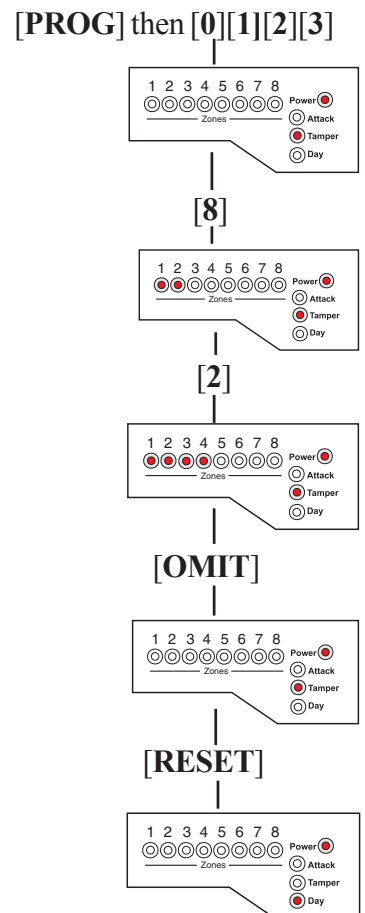 [PROG] then [0][1][2][3]
1 2 3 4 5 6 7 8
Power
Attack
Zones
Tamper
Day
[8]
1 2 3 4 5 6 7 8
Power
Attack
Zones
Tamper
Day
[2]
1 2 3 4 5 6 7 8
Power
Attack
Zones
Tamper
Day
[OMIT]
1 2 3 4 5 6 7 8
Power
Attack
Zones
Tamper
Day
[RESET]
1 2 3 4 5 6 7 8
Power
Attack
Zones
Tamper
Day